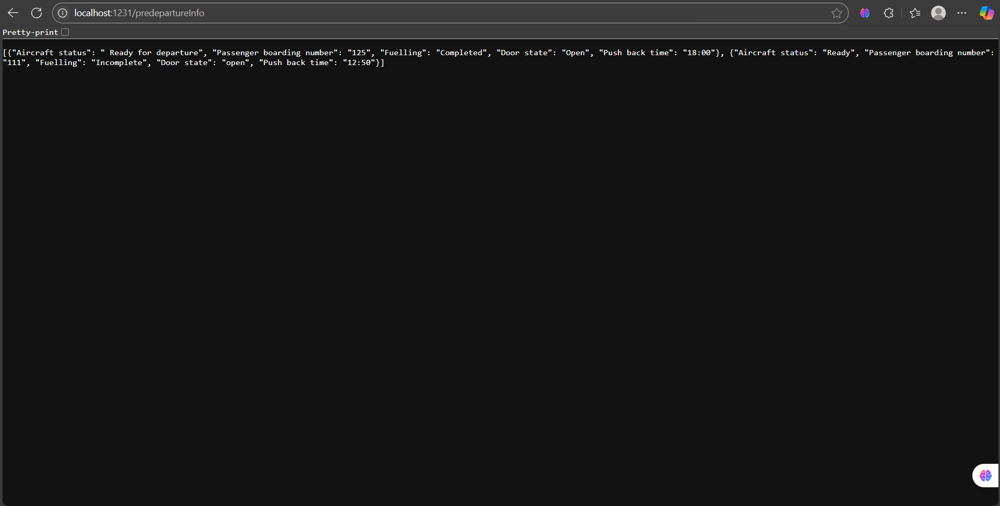 localhost:1231/predepartureInfo
Pretty-print
[{"Aircraft status": " Ready for departure", "Passenger boarding number": "125", "Fuelling": "Completed", "Door state": "Open", "Push back time": "18:00"}, {"Aircraft status": "Ready", "Passenger boarding number":
"111", "Fuelling": "Incomplete", "Door state": "open", "Push back time": "12:50"}]